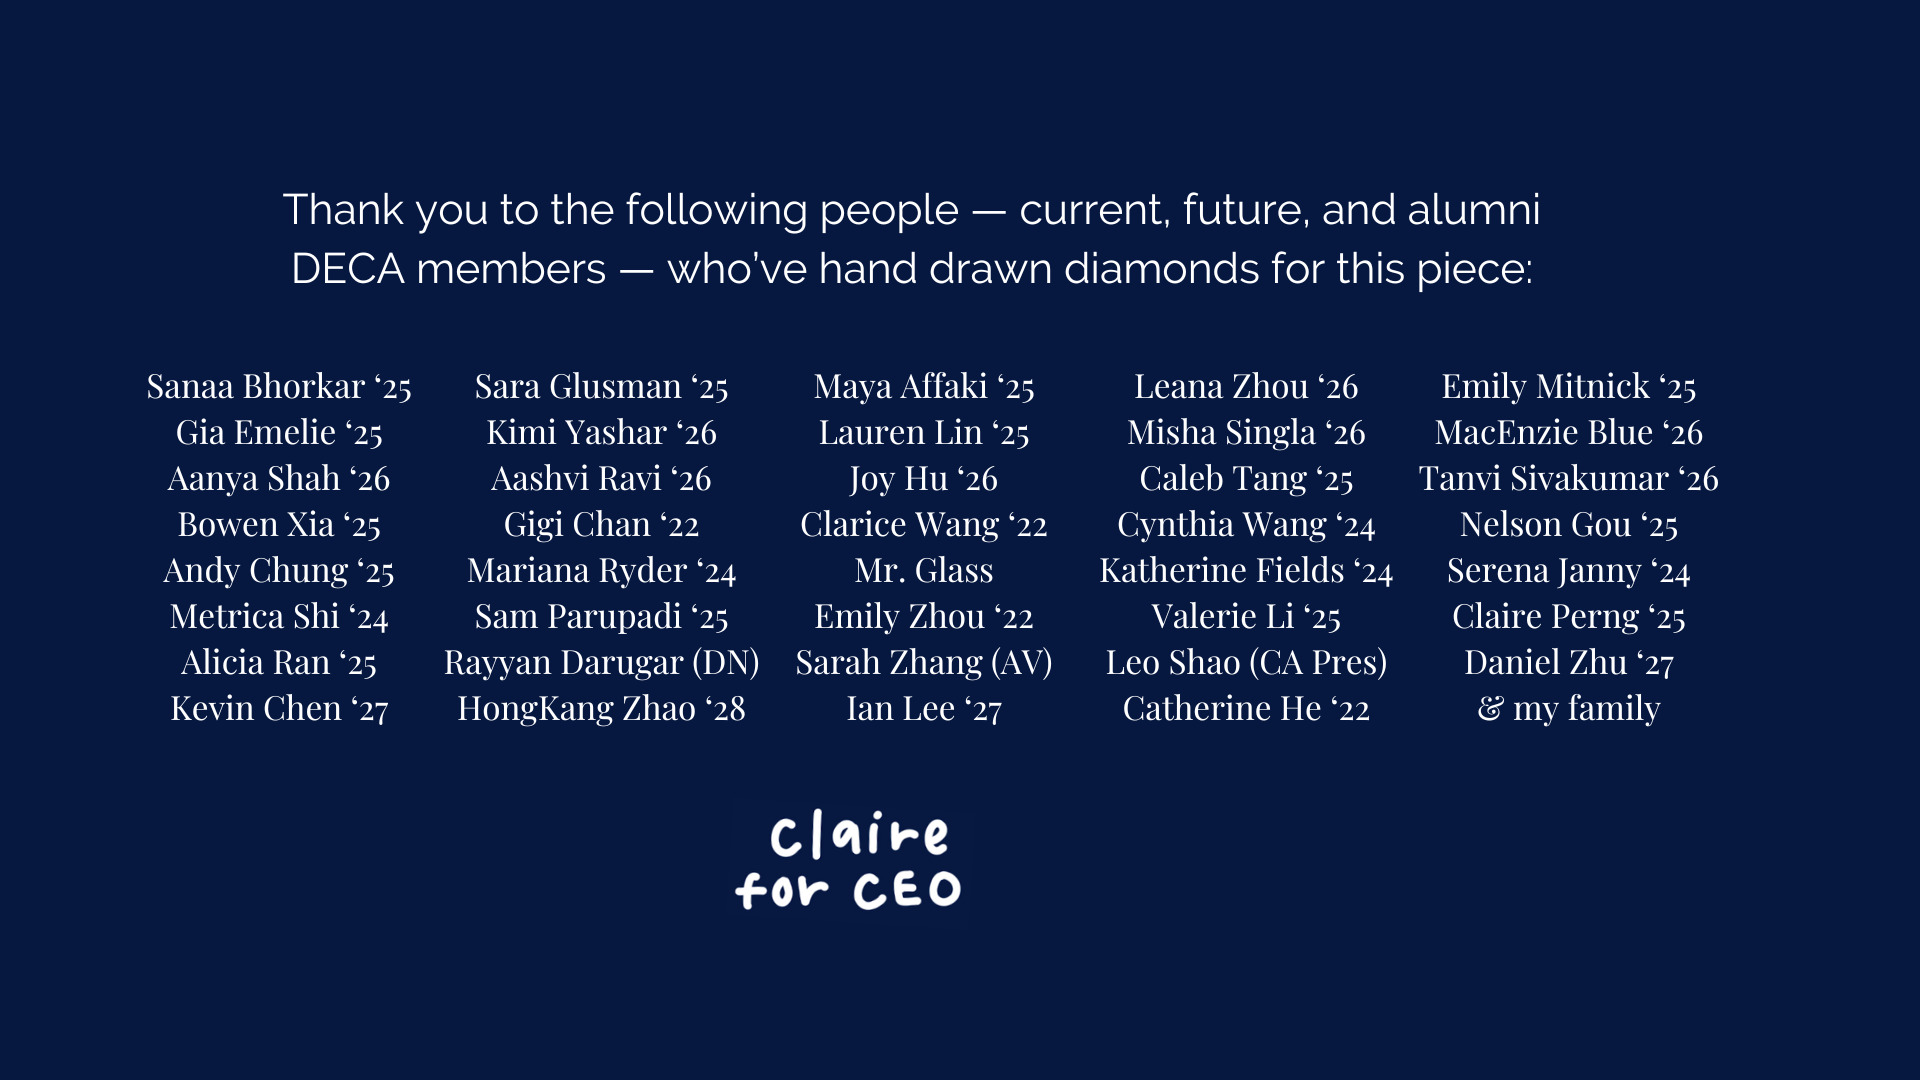 Thank you to the following people — current, future, and alumni
DECA members — who’ve hand drawn diamonds for this piece:
Sanaa Bhorkar ‘25
Gia Emelie ‘25
Aanya Shah ‘26
Bowen Xia ‘25
Andy Chung ‘25
Metrica Shi ‘24
Alicia Ran ‘25
Kevin Chen ‘27
Sara Glusman ‘25
Kimi Yashar ‘26
Aashvi Ravi ‘26
Gigi Chan ‘22
Mariana Ryder ‘24
Sam Parupadi ‘25
Rayyan Darugar (DN)
HongKang Zhao ‘28
Maya Affaki ‘25
Lauren Lin ‘25
Joy Hu ‘26
Clarice Wang ‘22
Mr. Glass
Emily Zhou ‘22
Sarah Zhang (AV)
Ian Lee ‘27
Leana Zhou ‘26
Misha Singla ‘26
Caleb Tang ‘25
Cynthia Wang ‘24
Katherine Fields ‘24
Valerie Li ‘25
Leo Shao (CA Pres)
Catherine He ‘22
Emily Mitnick ‘25
MacEnzie Blue ‘26
Tanvi Sivakumar ‘26
Nelson Gou ‘25
Serena Janny ‘24
Claire Perng ‘25
Daniel Zhu ‘27
& my family
claire
for CEO